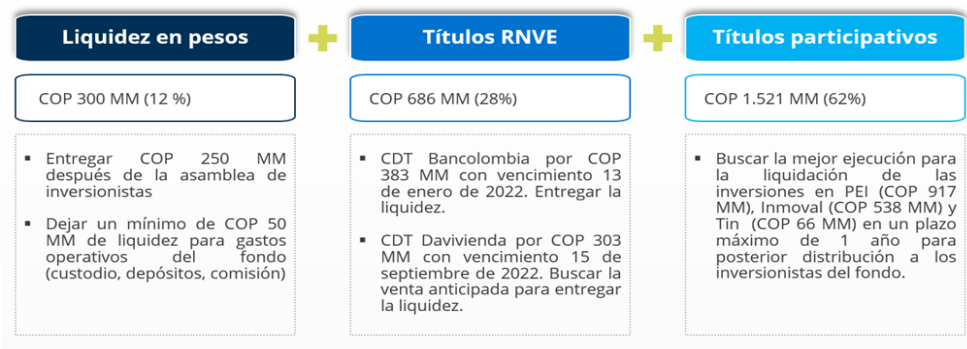 Liquidez en pesos
COP 300 MM (12 %)
▪ Entregar COP 250 MM
después de la asamblea de
inversionistas
▪ Dejar un mínimo de COP 50
MM de liquidez para gastos
operativos del fondo
(custodio, depósitos, comisión)
+
Títulos RNVE
COP 686 MM (28%)
▪ CDT Bancolombia por COP
383 MM con vencimiento 13
de enero de 2022. Entregar la
liquidez.
▪ CDT Davivienda por COP 303
MM con vencimiento 15 de
septiembre de 2022. Buscar la
venta anticipada para entregar
la liquidez.
+
Títulos participativos
COP 1.521 MM (62%)
▪ Buscar la mejor ejecución para
la liquidación de las
inversiones en PEI (COP 917
MM), Inmoval (COP 538 MM) y
Tin (COP 66 MM) en un plazo
máximo de 1 año para
posterior distribución a los
inversionistas del fondo.